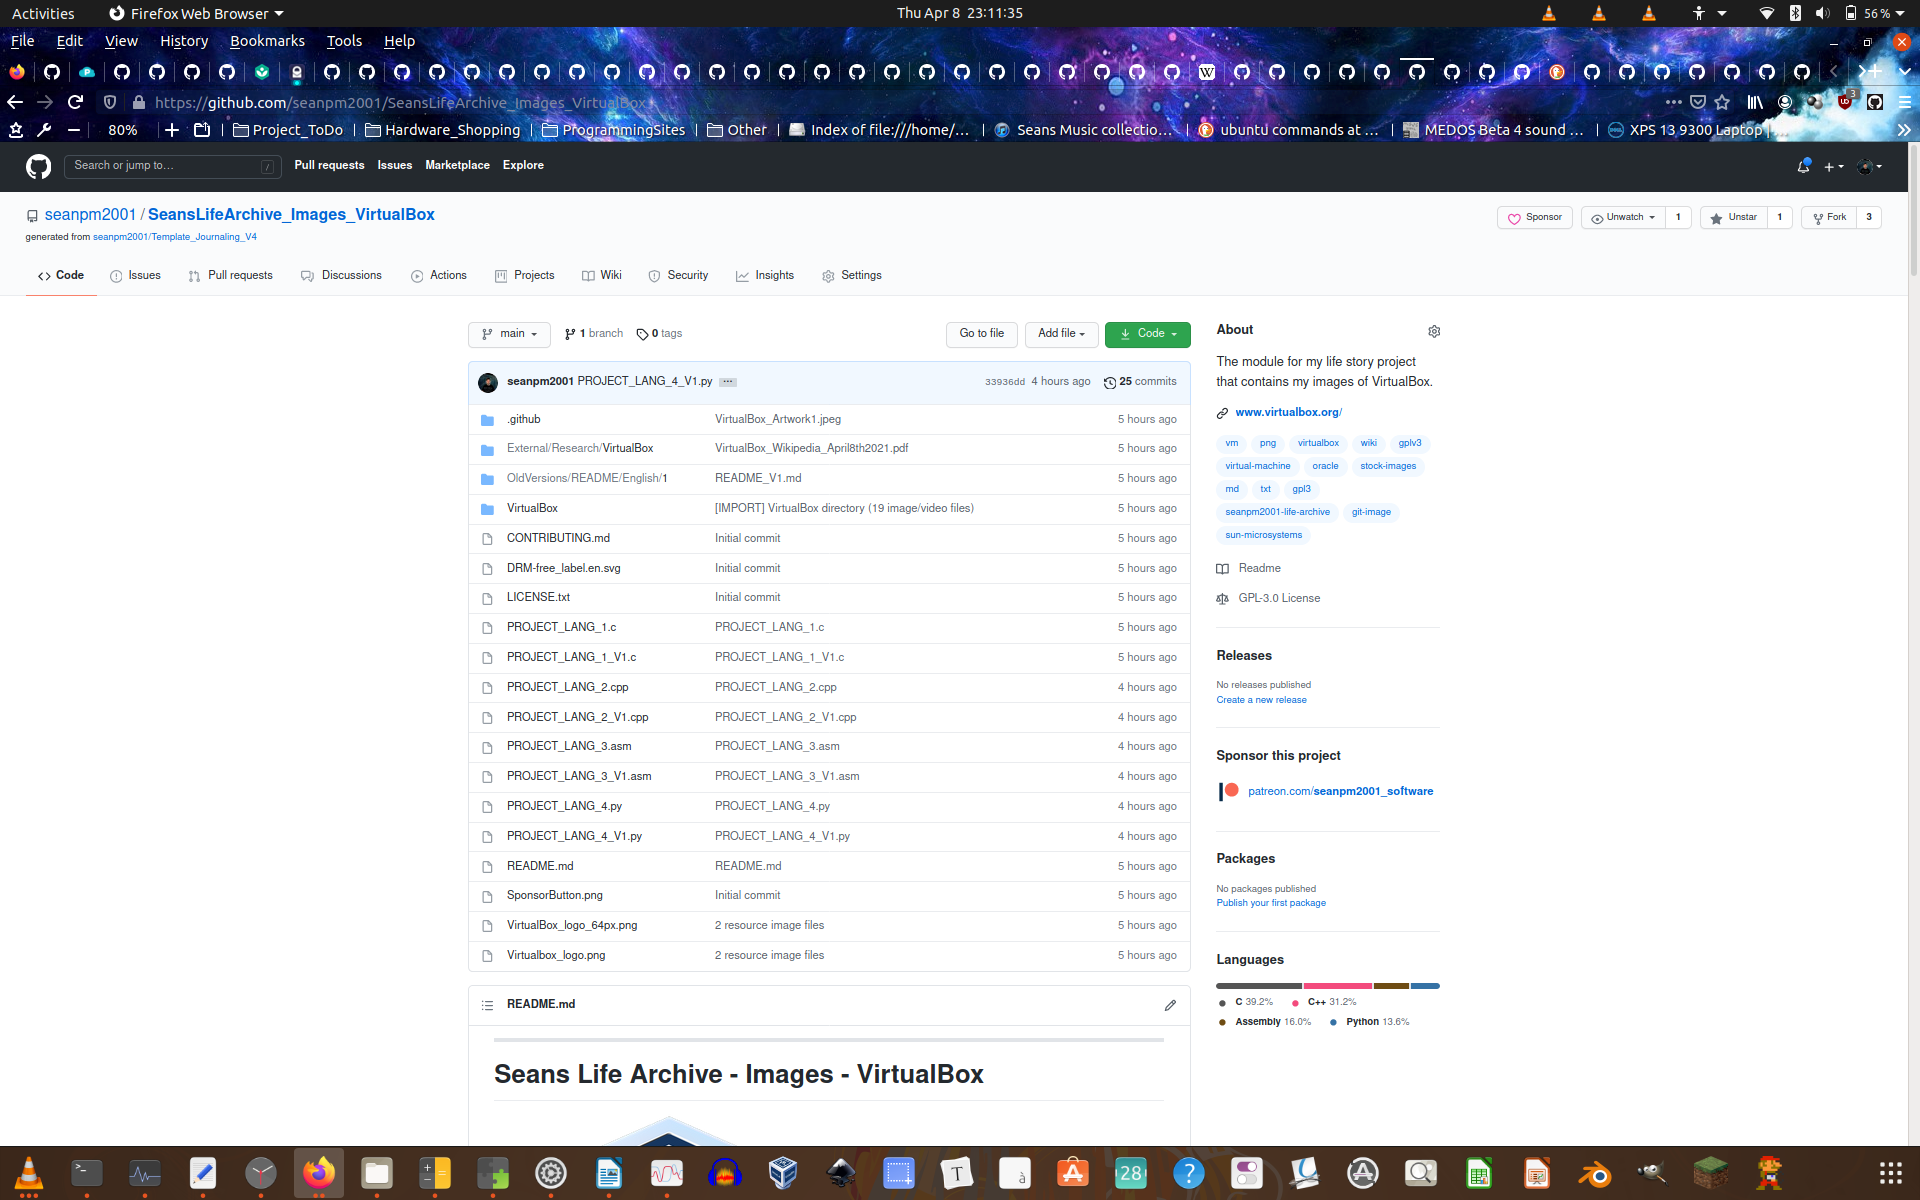 Activities Firefox Web Browser Thu Apr 8 23:11:35 56 %
File Edit View History Bookmarks Tools Help
https://github.com/seanpm2001/SeansLifeArchive_Images_VirtualBox 3
80% Project_ToDo Hardware_Shopping ProgrammingSites Other Index of file:///home/... Seans Music collectio... ubuntu commands at ... MEDOS Beta 4 sound ... XPS 13 9300 Laptop |...
Search or jump to... / Pull requests Issues Marketplace Explore
seanpm2001 / SeansLifeArchive_Images_VirtualBox Sponsor Unwatch 1 Unstar 1 Fork 3
generated from seanpm2001/Template_Journaling_V4
Code Issues Pull requests Discussions Actions Projects Wiki Security Insights Settings
main 1 branch 0 tags Go to file Add file Code
seanpm2001 PROJECT_LANG_4_V1.py ... 33936dd 4 hours ago 25 commits
.github VirtualBox_Artwork1.jpeg 5 hours ago
External/Research/VirtualBox VirtualBox_Wikipedia_April8th2021.pdf 5 hours ago
OldVersions/README/English/1 README_V1.md 5 hours ago
VirtualBox [IMPORT] VirtualBox directory (19 image/video files) 5 hours ago
CONTRIBUTING.md Initial commit 5 hours ago
DRM-free_label.en.svg Initial commit 5 hours ago
LICENSE.txt Initial commit 5 hours ago
PROJECT_LANG_1.c PROJECT_LANG_1.c 5 hours ago
PROJECT_LANG_1_V1.c PROJECT_LANG_1_V1.c 5 hours ago
PROJECT_LANG_2.cpp PROJECT_LANG_2.cpp 4 hours ago
PROJECT_LANG_2_V1.cpp PROJECT_LANG_2_V1.cpp 4 hours ago
PROJECT_LANG_3.asm PROJECT_LANG_3.asm 4 hours ago
PROJECT_LANG_3_V1.asm PROJECT_LANG_3_V1.asm 4 hours ago
PROJECT_LANG_4.py PROJECT_LANG_4.py 4 hours ago
PROJECT_LANG_4_V1.py PROJECT_LANG_4_V1.py 4 hours ago
README.md README.md 5 hours ago
SponsorButton.png Initial commit 5 hours ago
VirtualBox_logo_64px.png 2 resource image files 5 hours ago
Virtualbox_logo.png 2 resource image files 5 hours ago
README.md
Seans Life Archive - Images - VirtualBox
About
The module for my life story project
that contains my images of VirtualBox.
www.virtualbox.org/
vm png virtualbox wiki gplv3
virtual-machine oracle stock-images
md txt gpl3
seanpm2001-life-archive git-image
sun-microsystems
Readme
GPL-3.0 License
Releases
No releases published
Create a new release
Sponsor this project
patreon.com/seanpm2001_software
Packages
No packages published
Publish your first package
Languages
C 39.2% C++ 31.2%
Assembly 16.0% Python 13.6%